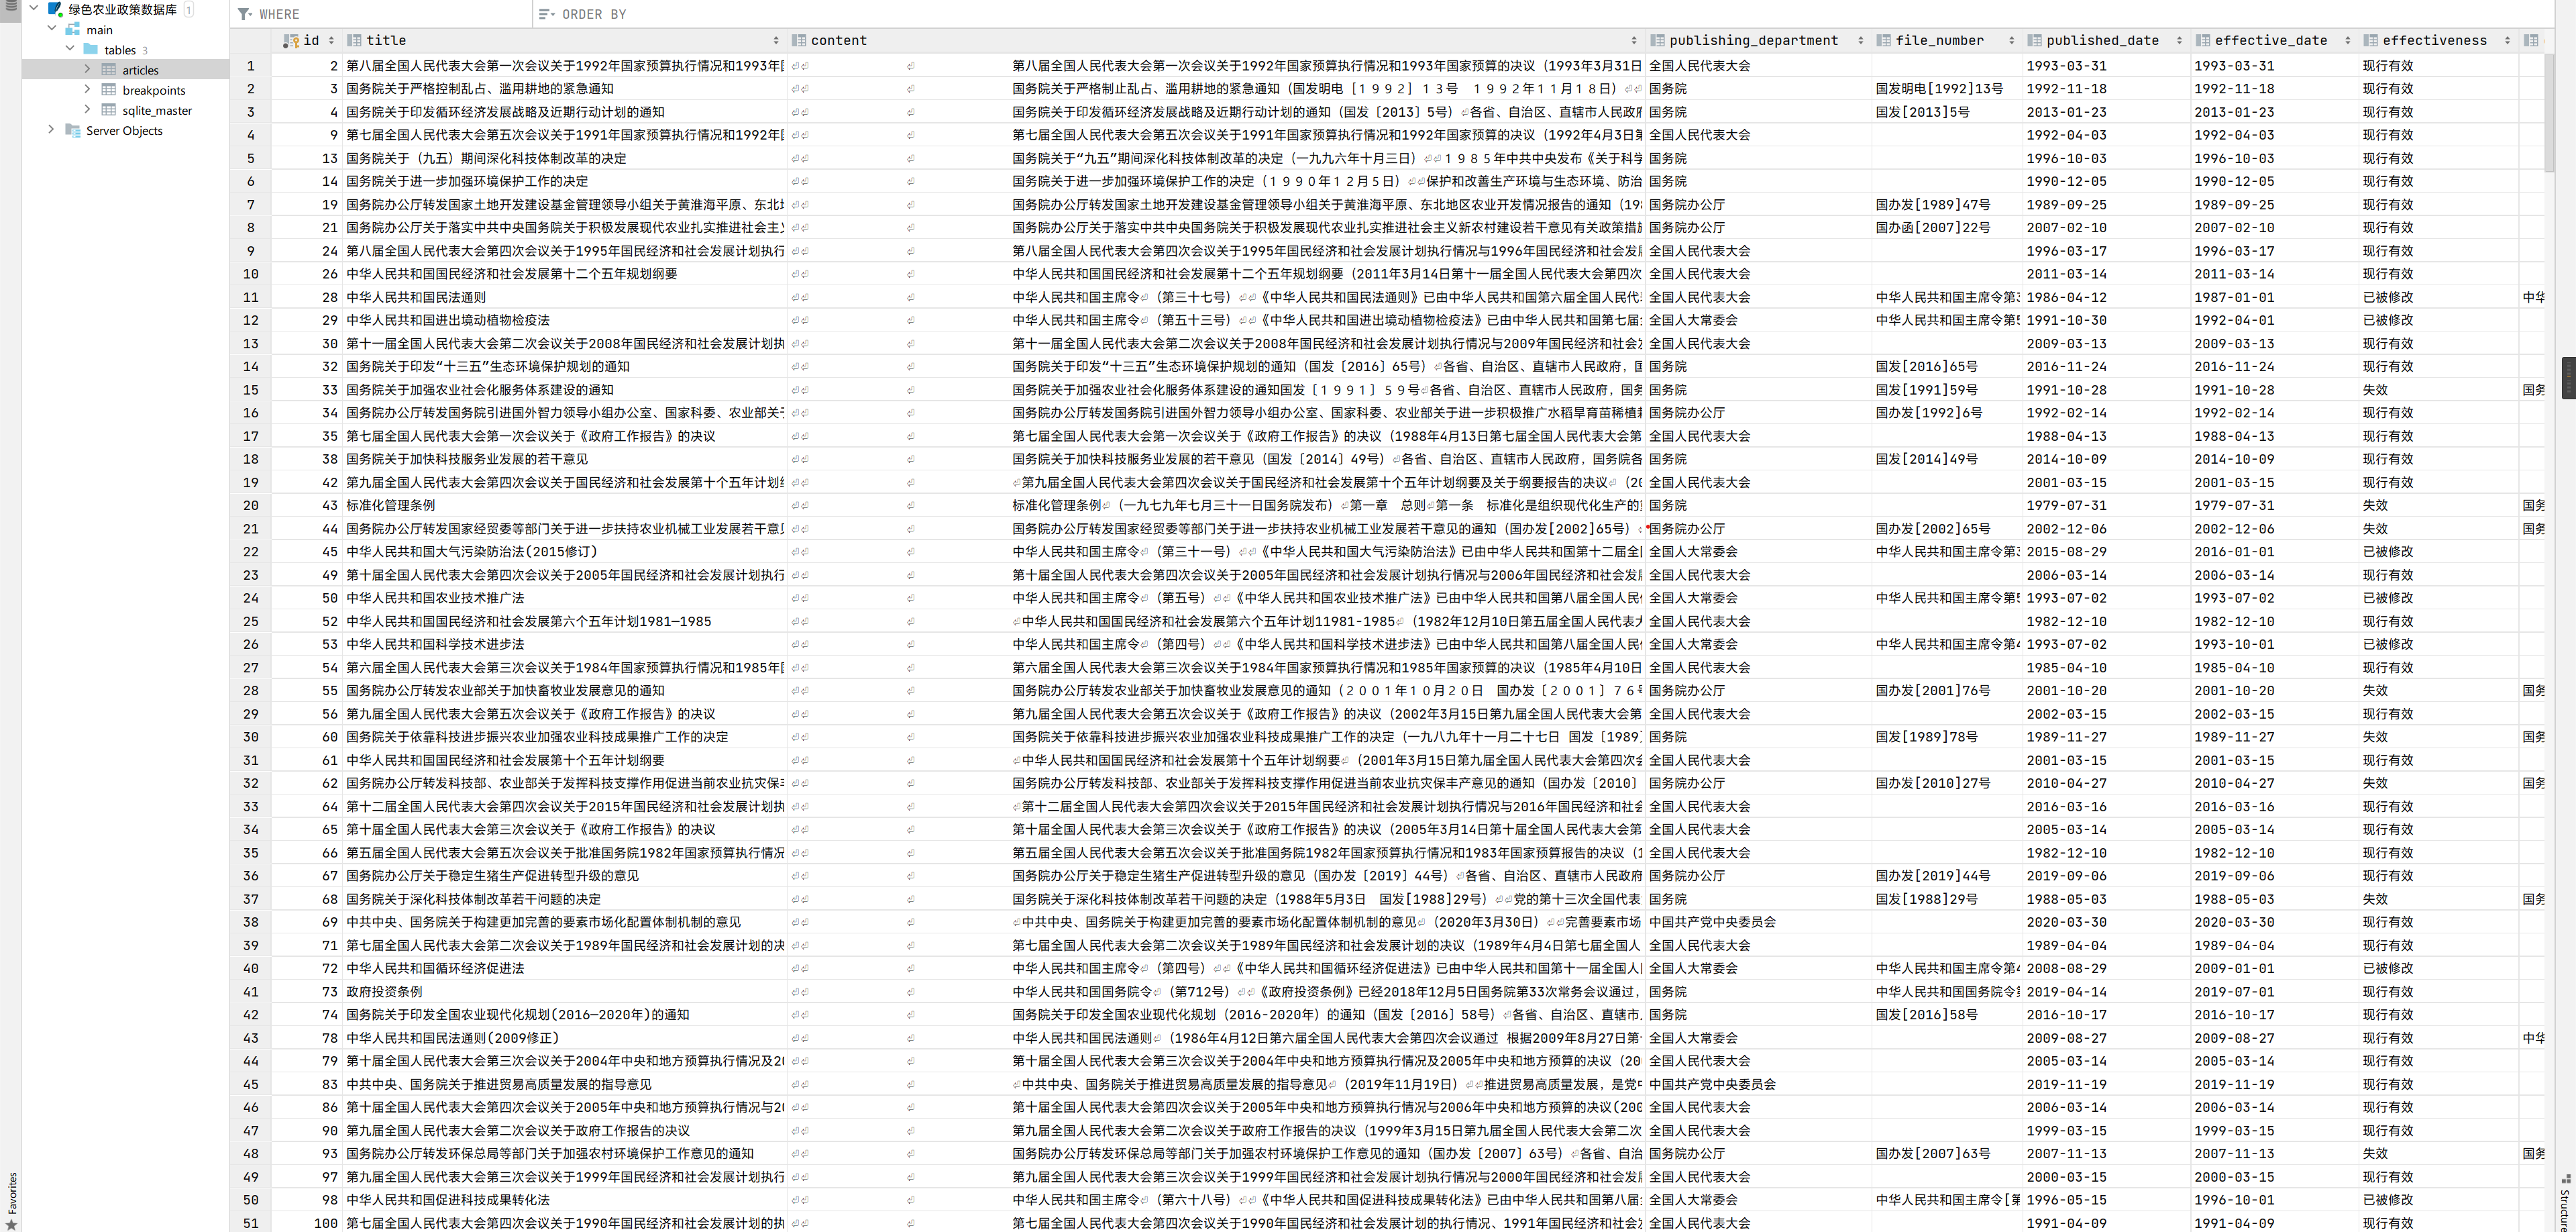 绿色农业政策数据库 1
main
tables 3
articles
breakpoints
sqlite_master
Server Objects
Favorites
Structure
WHERE ORDER BY
id title content publishing_department file_number published_date effective_date effectiveness
1 2 第八届全国人民代表大会第一次会议关于1992年国家预算执行情况和1993年 第八届全国人民代表大会第一次会议关于1992年国家预算执行情况和1993年国家预算的决议（1993年3月31日 全国人民代表大会 1993-03-31 1993-03-31 现行有效
2 3 国务院关于严格控制乱占、滥用耕地的紧急通知 国务院关于严格制止乱占、滥用耕地的紧急通知（国发明电［1992］13号 1992年11月18日） 国务院 国发明电[1992]13号 1992-11-18 1992-11-18 现行有效
3 4 国务院关于印发循环经济发展战略及近期行动计划的通知 国务院关于印发循环经济发展战略及近期行动计划的通知（国发〔2013〕5号）各省、自治区、直辖市人民政府 国务院 国发[2013]5号 2013-01-23 2013-01-23 现行有效
4 9 第七届全国人民代表大会第五次会议关于1991年国家预算执行情况和1992年 第七届全国人民代表大会第五次会议关于1991年国家预算执行情况和1992年国家预算的决议（1992年4月3日 全国人民代表大会 1992-04-03 1992-04-03 现行有效
5 13 国务院关于（九五）期间深化科技体制改革的决定 国务院关于“九五”期间深化科技体制改革的决定（一九九六年十月三日）1985年中共中央发布《关于科学 国务院 1996-10-03 1996-10-03 现行有效
6 14 国务院关于进一步加强环境保护工作的决定 国务院关于进一步加强环境保护工作的决定（1990年12月5日）保护和改善生产环境与生态环境、防治 国务院 1990-12-05 1990-12-05 现行有效
7 19 国务院办公厅转发国家土地开发建设基金管理领导小组关于黄淮海平原、东北 国务院办公厅转发国家土地开发建设基金管理领导小组关于黄淮海平原、东北地区农业开发情况报告的通知（19 国务院办公厅 国办发[1989]47号 1989-09-25 1989-09-25 现行有效
8 21 国务院办公厅关于落实中共中央国务院关于积极发展现代农业扎实推进社会主 国务院办公厅关于落实中共中央国务院关于积极发展现代农业扎实推进社会主义新农村建设若干意见有关政策措 国务院办公厅 国办函[2007]22号 2007-02-10 2007-02-10 现行有效
9 24 第八届全国人民代表大会第四次会议关于1995年国民经济和社会发展计划执行 第八届全国人民代表大会第四次会议关于1995年国民经济和社会发展计划执行情况与1996年国民经济和社会发 全国人民代表大会 1996-03-17 1996-03-17 现行有效
10 26 中华人民共和国国民经济和社会发展第十二个五年规划纲要 中华人民共和国国民经济和社会发展第十二个五年规划纲要（2011年3月14日第十一届全国人民代表大会第四次 全国人民代表大会 2011-03-14 2011-03-14 现行有效
11 28 中华人民共和国民法通则 中华人民共和国主席令（第三十七号）《中华人民共和国民法通则》已由中华人民共和国第六届全国人民代 全国人民代表大会 中华人民共和国主席令第 1986-04-12 1987-01-01 已被修改 中华
12 29 中华人民共和国进出境动植物检疫法 中华人民共和国主席令（第五十三号）《中华人民共和国进出境动植物检疫法》已由中华人民共和国第七届 全国人大常委会 中华人民共和国主席令第 1991-10-30 1992-04-01 已被修改
13 30 第十一届全国人民代表大会第二次会议关于2008年国民经济和社会发展计划执 第十一届全国人民代表大会第二次会议关于2008年国民经济和社会发展计划执行情况与2009年国民经济和社会 全国人民代表大会 2009-03-13 2009-03-13 现行有效
14 32 国务院关于印发“十三五”生态环境保护规划的通知 国务院关于印发“十三五”生态环境保护规划的通知（国发〔2016〕65号）各省、自治区、直辖市人民政府， 国务院 国发[2016]65号 2016-11-24 2016-11-24 现行有效
15 33 国务院关于加强农业社会化服务体系建设的通知 国务院关于加强农业社会化服务体系建设的通知国发〔1991〕59号各省、自治区、直辖市人民政府，国务 国务院 国发[1991]59号 1991-10-28 1991-10-28 失效 国务
16 34 国务院办公厅转发国务院引进国外智力领导小组办公室、国家科委、农业部关 国务院办公厅转发国务院引进国外智力领导小组办公室、国家科委、农业部关于进一步积极推广水稻旱育苗稀植 国务院办公厅 国办发[1992]6号 1992-02-14 1992-02-14 现行有效
17 35 第七届全国人民代表大会第一次会议关于《政府工作报告》的决议 第七届全国人民代表大会第一次会议关于《政府工作报告》的决议（1988年4月13日第七届全国人民代表大会第 全国人民代表大会 1988-04-13 1988-04-13 现行有效
18 38 国务院关于加快科技服务业发展的若干意见 国务院关于加快科技服务业发展的若干意见（国发〔2014〕49号）各省、自治区、直辖市人民政府，国务院各 国务院 国发[2014]49号 2014-10-09 2014-10-09 现行有效
19 42 第九届全国人民代表大会第四次会议关于国民经济和社会发展第十个五年计划 第九届全国人民代表大会第四次会议关于国民经济和社会发展第十个五年计划纲要及关于纲要报告的决议（20 全国人民代表大会 2001-03-15 2001-03-15 现行有效
20 43 标准化管理条例 标准化管理条例（一九七九年七月三十一日国务院发布）第一章 总则第一条 标准化是组织现代化生产的 国务院 1979-07-31 1979-07-31 失效 国务
21 44 国务院办公厅转发国家经贸委等部门关于进一步扶持农业机械工业发展若干意 国务院办公厅转发国家经贸委等部门关于进一步扶持农业机械工业发展若干意见的通知（国办发[2002]65号） 国务院办公厅 国办发[2002]65号 2002-12-06 2002-12-06 失效 国务
22 45 中华人民共和国大气污染防治法(2015修订) 中华人民共和国主席令（第三十一号）《中华人民共和国大气污染防治法》已由中华人民共和国第十二届全 全国人大常委会 中华人民共和国主席令第 2015-08-29 2016-01-01 已被修改
23 49 第十届全国人民代表大会第四次会议关于2005年国民经济和社会发展计划执行 第十届全国人民代表大会第四次会议关于2005年国民经济和社会发展计划执行情况与2006年国民经济和社会发 全国人民代表大会 2006-03-14 2006-03-14 现行有效
24 50 中华人民共和国农业技术推广法 中华人民共和国主席令（第五号）《中华人民共和国农业技术推广法》已由中华人民共和国第八届全国人民 全国人大常委会 中华人民共和国主席令第 1993-07-02 1993-07-02 已被修改
25 52 中华人民共和国国民经济和社会发展第六个五年计划1981—1985 中华人民共和国国民经济和社会发展第六个五年计划11981-1985（1982年12月10日第五届全国人民代表大 全国人民代表大会 1982-12-10 1982-12-10 现行有效
26 53 中华人民共和国科学技术进步法 中华人民共和国主席令（第四号）《中华人民共和国科学技术进步法》已由中华人民共和国第八届全国人民 全国人大常委会 中华人民共和国主席令第 1993-07-02 1993-10-01 已被修改
27 54 第六届全国人民代表大会第三次会议关于1984年国家预算执行情况和1985年 第六届全国人民代表大会第三次会议关于1984年国家预算执行情况和1985年国家预算的决议（1985年4月10日 全国人民代表大会 1985-04-10 1985-04-10 现行有效
28 55 国务院办公厅转发农业部关于加快畜牧业发展意见的通知 国务院办公厅转发农业部关于加快畜牧业发展意见的通知（2001年10月20日 国办发〔2001〕76号 国务院办公厅 国办发[2001]76号 2001-10-20 2001-10-20 失效 国务
29 56 第九届全国人民代表大会第五次会议关于《政府工作报告》的决议 第九届全国人民代表大会第五次会议关于《政府工作报告》的决议（2002年3月15日第九届全国人民代表大会第 全国人民代表大会 2002-03-15 2002-03-15 现行有效
30 60 国务院关于依靠科技进步振兴农业加强农业科技成果推广工作的决定 国务院关于依靠科技进步振兴农业加强农业科技成果推广工作的决定（一九八九年十一月二十七日 国发〔1989〕 国务院 国发[1989]78号 1989-11-27 1989-11-27 失效 国务
31 61 中华人民共和国国民经济和社会发展第十个五年计划纲要 中华人民共和国国民经济和社会发展第十个五年计划纲要（2001年3月15日第九届全国人民代表大会第四次会 全国人民代表大会 2001-03-15 2001-03-15 现行有效
32 62 国务院办公厅转发科技部、农业部关于发挥科技支撑作用促进当前农业抗灾保 国务院办公厅转发科技部、农业部关于发挥科技支撑作用促进当前农业抗灾保丰产意见的通知（国办发〔2010〕 国务院办公厅 国办发[2010]27号 2010-04-27 2010-04-27 失效 国务
33 64 第十二届全国人民代表大会第四次会议关于2015年国民经济和社会发展计划执 第十二届全国人民代表大会第四次会议关于2015年国民经济和社会发展计划执行情况与2016年国民经济和社会 全国人民代表大会 2016-03-16 2016-03-16 现行有效
34 65 第十届全国人民代表大会第三次会议关于《政府工作报告》的决议 第十届全国人民代表大会第三次会议关于《政府工作报告》的决议（2005年3月14日第十届全国人民代表大会第 全国人民代表大会 2005-03-14 2005-03-14 现行有效
35 66 第五届全国人民代表大会第五次会议关于批准国务院1982年国家预算执行情况 第五届全国人民代表大会第五次会议关于批准国务院1982年国家预算执行情况和1983年国家预算报告的决议（1 全国人民代表大会 1982-12-10 1982-12-10 现行有效
36 67 国务院办公厅关于稳定生猪生产促进转型升级的意见 国务院办公厅关于稳定生猪生产促进转型升级的意见（国办发〔2019〕44号）各省、自治区、直辖市人民政府 国务院办公厅 国办发[2019]44号 2019-09-06 2019-09-06 现行有效
37 68 国务院关于深化科技体制改革若干问题的决定 国务院关于深化科技体制改革若干问题的决定（1988年5月3日 国发[1988]29号）党的第十三次全国代表 国务院 国发[1988]29号 1988-05-03 1988-05-03 失效 国务
38 69 中共中央、国务院关于构建更加完善的要素市场化配置体制机制的意见 中共中央、国务院关于构建更加完善的要素市场化配置体制机制的意见（2020年3月30日）完善要素市场 中国共产党中央委员会 2020-03-30 2020-03-30 现行有效
39 71 第七届全国人民代表大会第二次会议关于1989年国民经济和社会发展计划的决 第七届全国人民代表大会第二次会议关于1989年国民经济和社会发展计划的决议（1989年4月4日第七届全国人 全国人民代表大会 1989-04-04 1989-04-04 现行有效
40 72 中华人民共和国循环经济促进法 中华人民共和国主席令（第四号）《中华人民共和国循环经济促进法》已由中华人民共和国第十一届全国人 全国人大常委会 中华人民共和国主席令第 2008-08-29 2009-01-01 已被修改
41 73 政府投资条例 中华人民共和国国务院令（第712号）《政府投资条例》已经2018年12月5日国务院第33次常务会议通过， 国务院 中华人民共和国国务院令 2019-04-14 2019-07-01 现行有效
42 74 国务院关于印发全国农业现代化规划(2016—2020年)的通知 国务院关于印发全国农业现代化规划（2016-2020年）的通知（国发〔2016〕58号）各省、自治区、直辖市 国务院 国发[2016]58号 2016-10-17 2016-10-17 现行有效
43 78 中华人民共和国民法通则(2009修正) 中华人民共和国民法通则（1986年4月12日第六届全国人民代表大会第四次会议通过 根据2009年8月27日第 全国人大常委会 2009-08-27 2009-08-27 现行有效 中华
44 79 第十届全国人民代表大会第三次会议关于2004年中央和地方预算执行情况及2 第十届全国人民代表大会第三次会议关于2004年中央和地方预算执行情况及2005年中央和地方预算的决议（20 全国人民代表大会 2005-03-14 2005-03-14 现行有效
45 83 中共中央、国务院关于推进贸易高质量发展的指导意见 中共中央、国务院关于推进贸易高质量发展的指导意见（2019年11月19日）推进贸易高质量发展，是党 中国共产党中央委员会 2019-11-19 2019-11-19 现行有效
46 86 第十届全国人民代表大会第四次会议关于2005年中央和地方预算执行情况与2 第十届全国人民代表大会第四次会议关于2005年中央和地方预算执行情况与2006年中央和地方预算的决议(200 全国人民代表大会 2006-03-14 2006-03-14 现行有效
47 90 第九届全国人民代表大会第二次会议关于政府工作报告的决议 第九届全国人民代表大会第二次会议关于政府工作报告的决议（1999年3月15日第九届全国人民代表大会第二次 全国人民代表大会 1999-03-15 1999-03-15 现行有效
48 93 国务院办公厅转发环保总局等部门关于加强农村环境保护工作意见的通知 国务院办公厅转发环保总局等部门关于加强农村环境保护工作意见的通知（国办发〔2007〕63号）各省、自治 国务院办公厅 国办发[2007]63号 2007-11-13 2007-11-13 失效 国务
49 97 第九届全国人民代表大会第三次会议关于1999年国民经济和社会发展计划执行 第九届全国人民代表大会第三次会议关于1999年国民经济和社会发展计划执行情况与2000年国民经济和社会发 全国人民代表大会 2000-03-15 2000-03-15 现行有效
50 98 中华人民共和国促进科技成果转化法 中华人民共和国主席令（第六十八号）《中华人民共和国促进科技成果转化法》已由中华人民共和国第八届 全国人大常委会 中华人民共和国主席令[第 1996-05-15 1996-10-01 已被修改
51 100 第七届全国人民代表大会第四次会议关于1990年国民经济和社会发展计划的执 第七届全国人民代表大会第四次会议关于1990年国民经济和社会发展计划的执行情况、1991年国民经济和社会 全国人民代表大会 1991-04-09 1991-04-09 现行有效